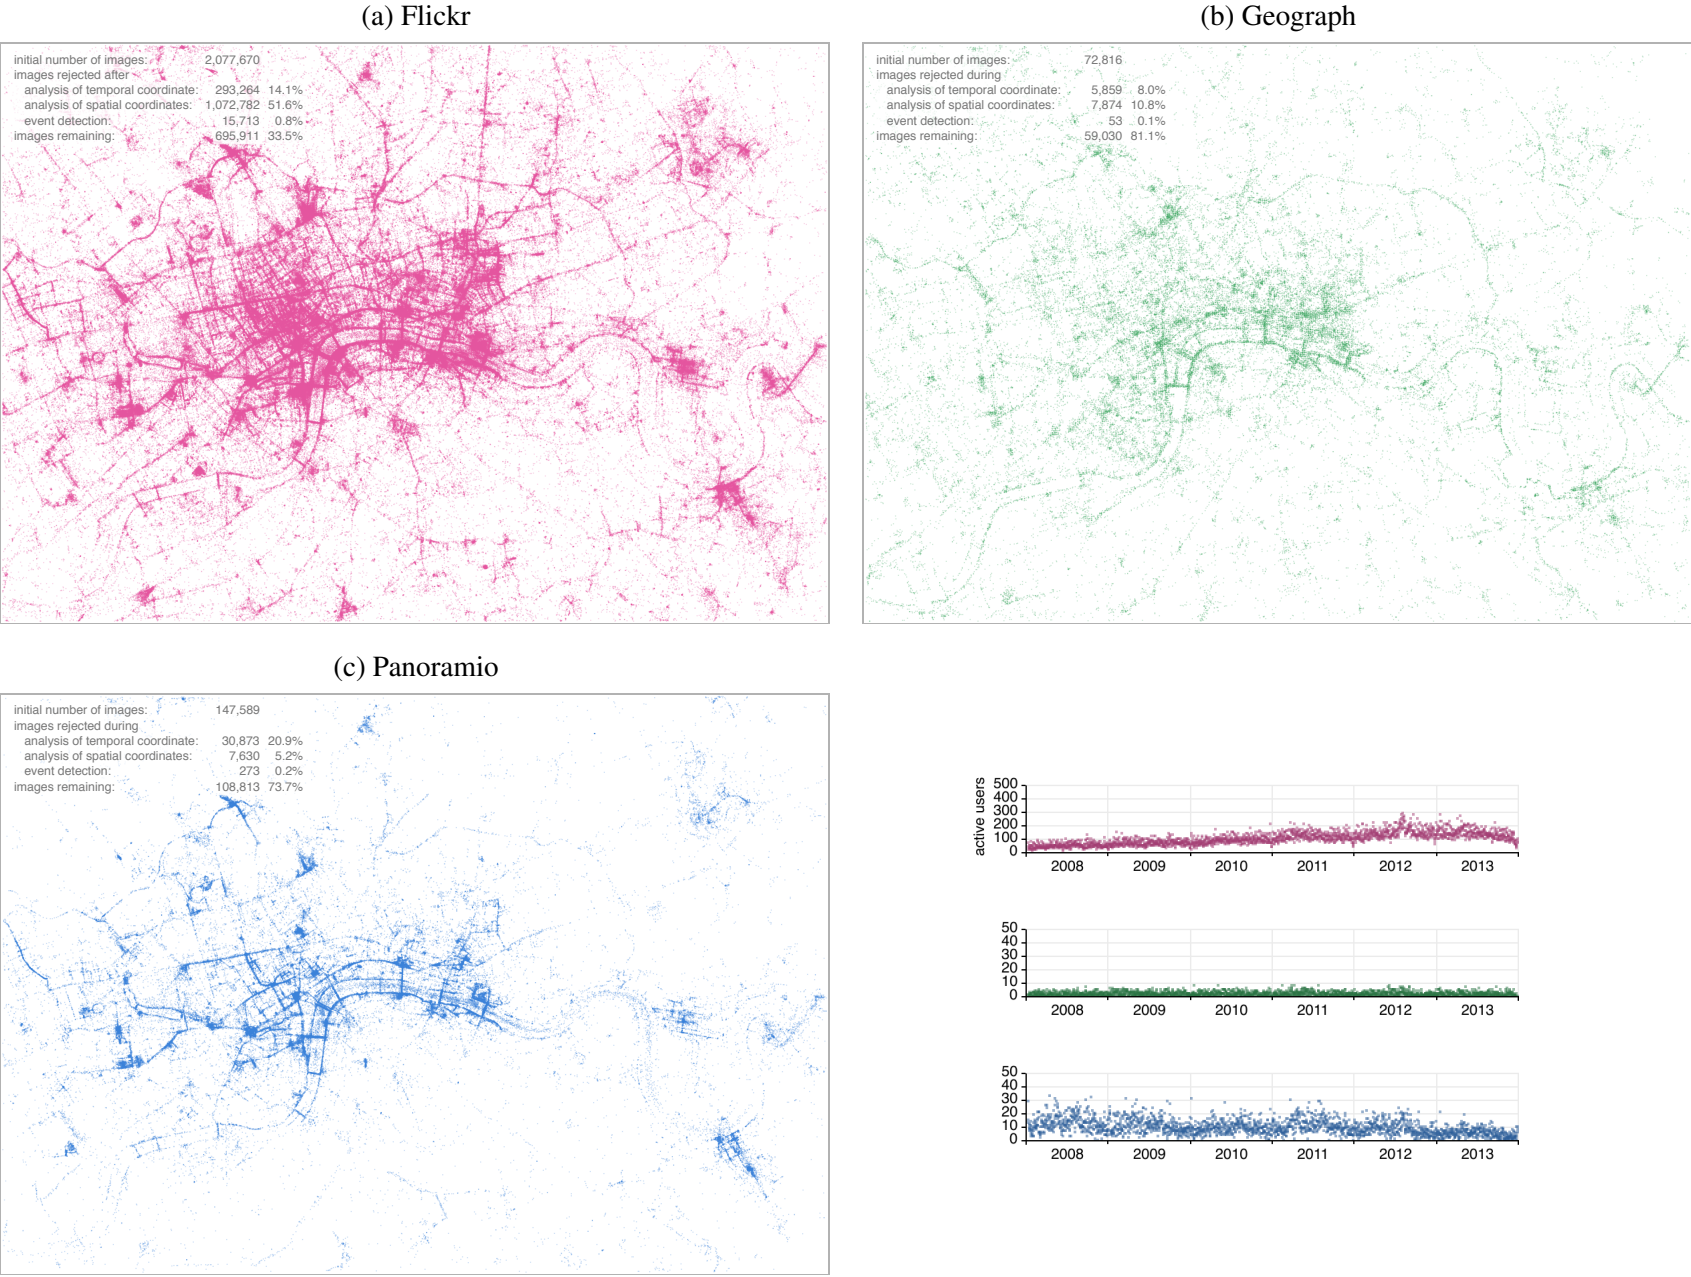 (a) Flickr
initial number of images: 2,077,670
images rejected after
analysis of temporal coordinate: 293,264 14.1%
analysis of spatial coordinates: 1,072,782 51.6%
event detection: 15,713 0.8%
images remaining: 695,911 33.5%
(b) Geograph
initial number of images: 72,816
images rejected during
analysis of temporal coordinate: 5,859 8.0%
analysis of spatial coordinates: 7,874 10.8%
event detection: 53 0.1%
images remaining: 59,030 81.1%
(c) Panoramio
initial number of images: 147,589
images rejected during
analysis of temporal coordinate: 30,873 20.9%
analysis of spatial coordinates: 7,630 5.2%
event detection: 273 0.2%
images remaining: 108,813 73.7%
active users
500
400
300
200
100
0
2008 2009 2010 2011 2012 2013
50
40
30
20
10
0
2008 2009 2010 2011 2012 2013
50
40
30
20
10
0
2008 2009 2010 2011 2012 2013